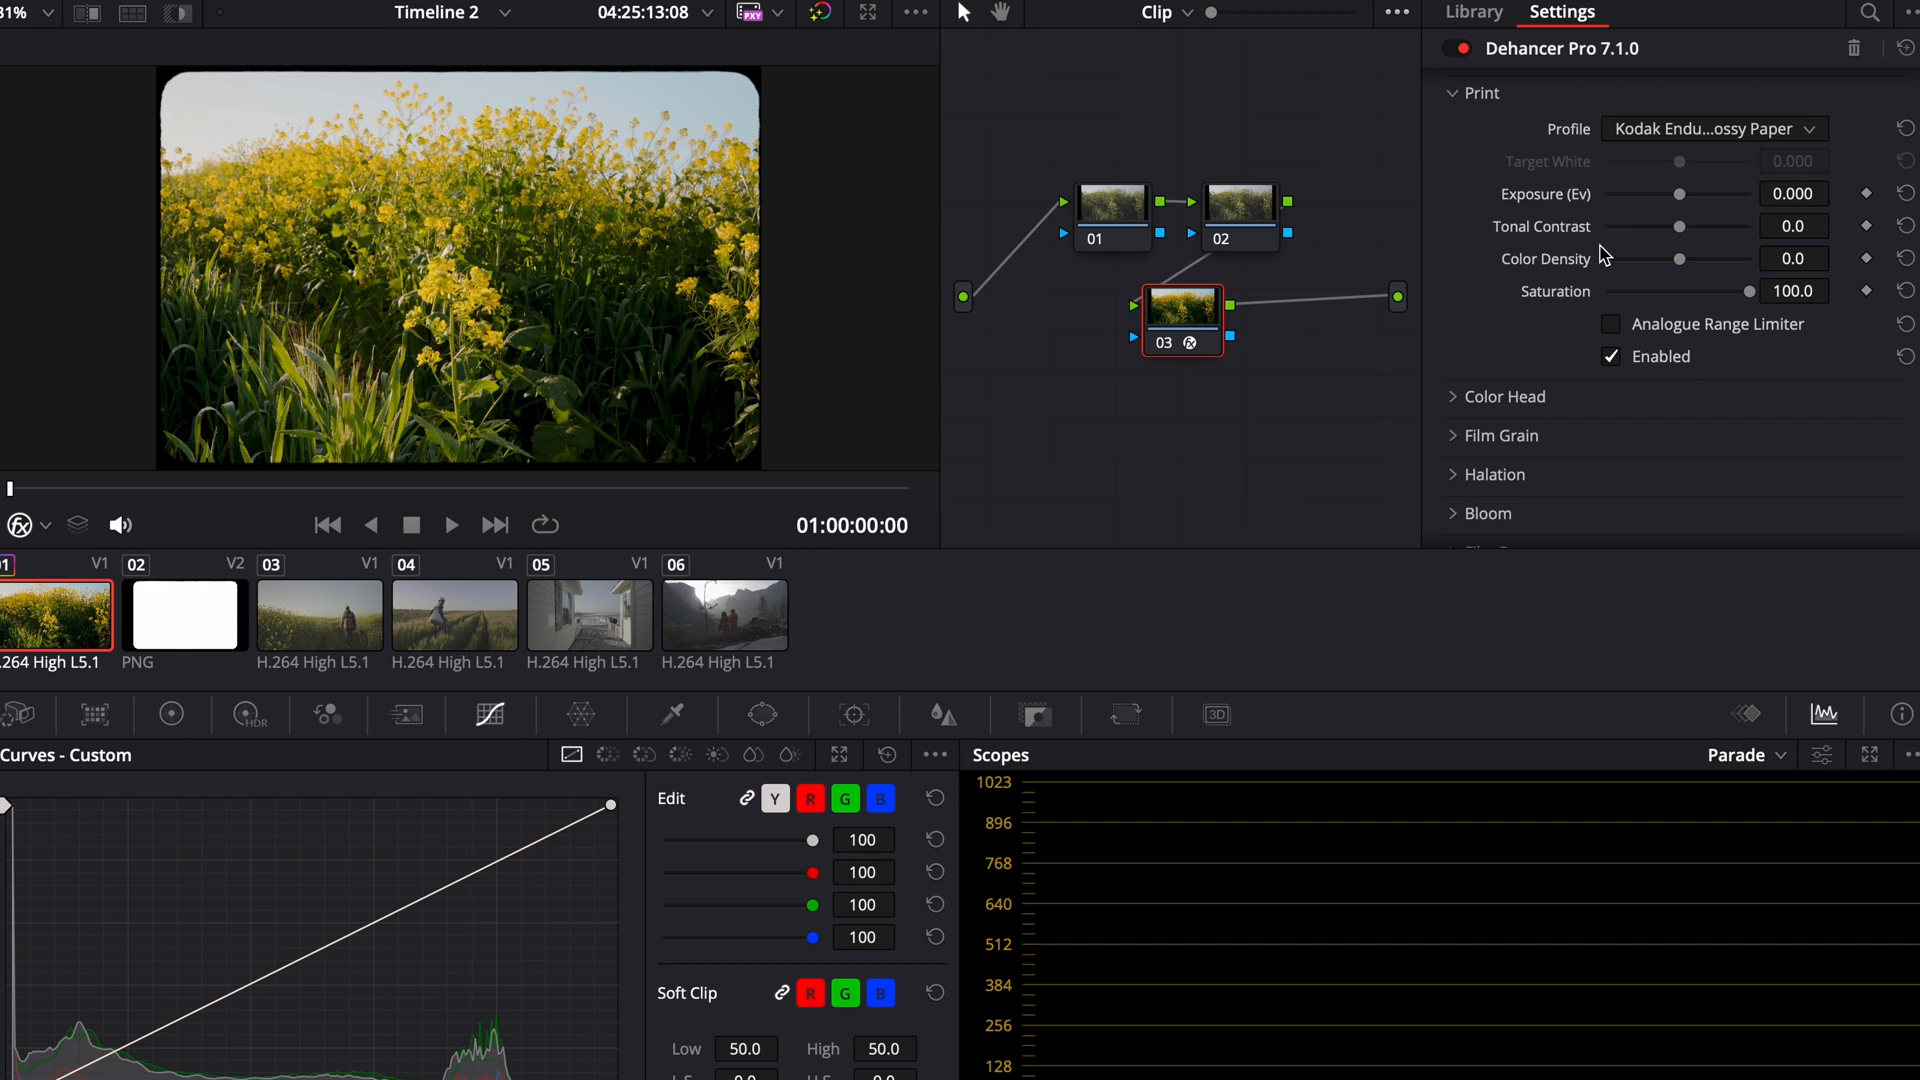 31%
Timeline 2
04:25:13:08
PXY
Clip
Library
Settings
Dehancer Pro 7.1.0
Print
Profile
Kodak Endu...ossy Paper
Target White
0.000
Exposure (Ev)
0.000
Tonal Contrast
0.0
Color Density
0.0
Saturation
100.0
Analogue Range Limiter
Enabled
Color Head
Film Grain
Halation
Bloom
01
02
03
fx
fx
01:00:00:00
01
V1
02
V2
03
V1
04
V1
05
V1
06
V1
.264 High L5.1
PNG
H.264 High L5.1
H.264 High L5.1
H.264 High L5.1
H.264 High L5.1
HDR
3D
Curves - Custom
Scopes
Parade
Edit
Y
R
G
B
100
100
100
100
Soft Clip
R
G
B
Low
50.0
High
50.0
1023
896
768
640
512
384
256
128